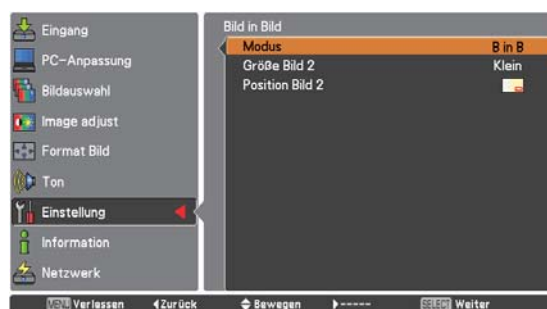 Eingang
PC-Anpassung
Bildauswahl
Image adjust
Format Bild
Ton
Einstellung
Information
Netzwerk
Bild in Bild
Modus B in B
Größe Bild 2 Klein
Position Bild 2
MENU Verlassen Zurück Bewegen ----- SELECT Weiter